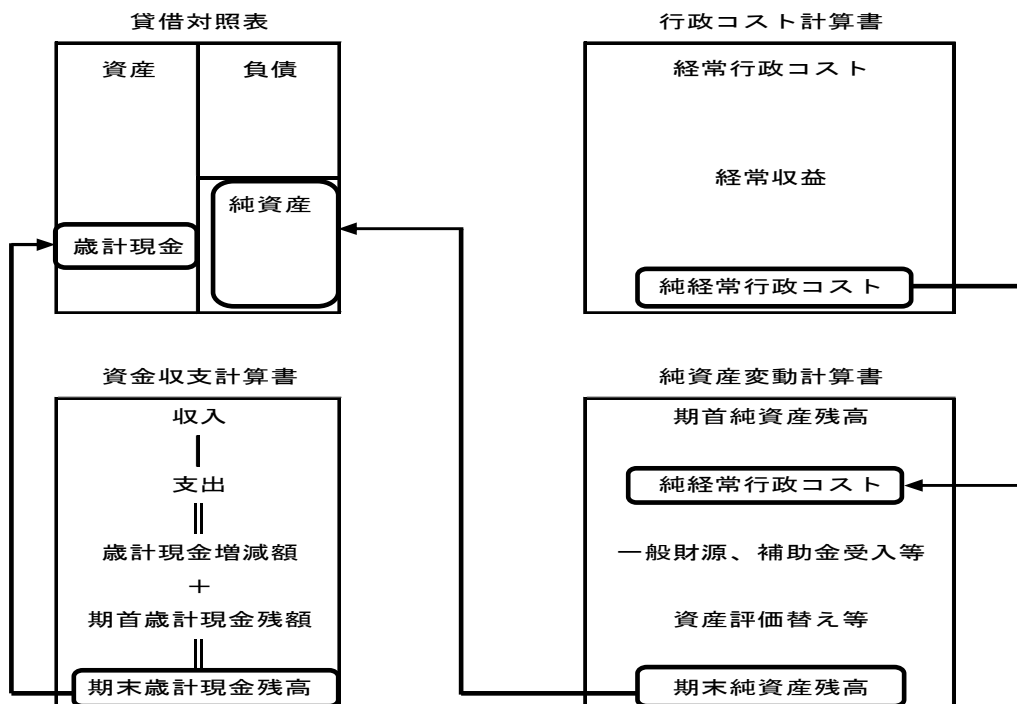 貸借対照表
資産
負債
純資産
歳計現金
行政コスト計算書
経常行政コスト
経常収益
純経常行政コスト
資金収支計算書
収入
支出
歳計現金増減額
+
期首歳計現金残額
期末歳計現金残高
純資産変動計算書
期首純資産残高
純経常行政コスト
一般財源、補助金受入等
資産評価替え等
期末純資産残高